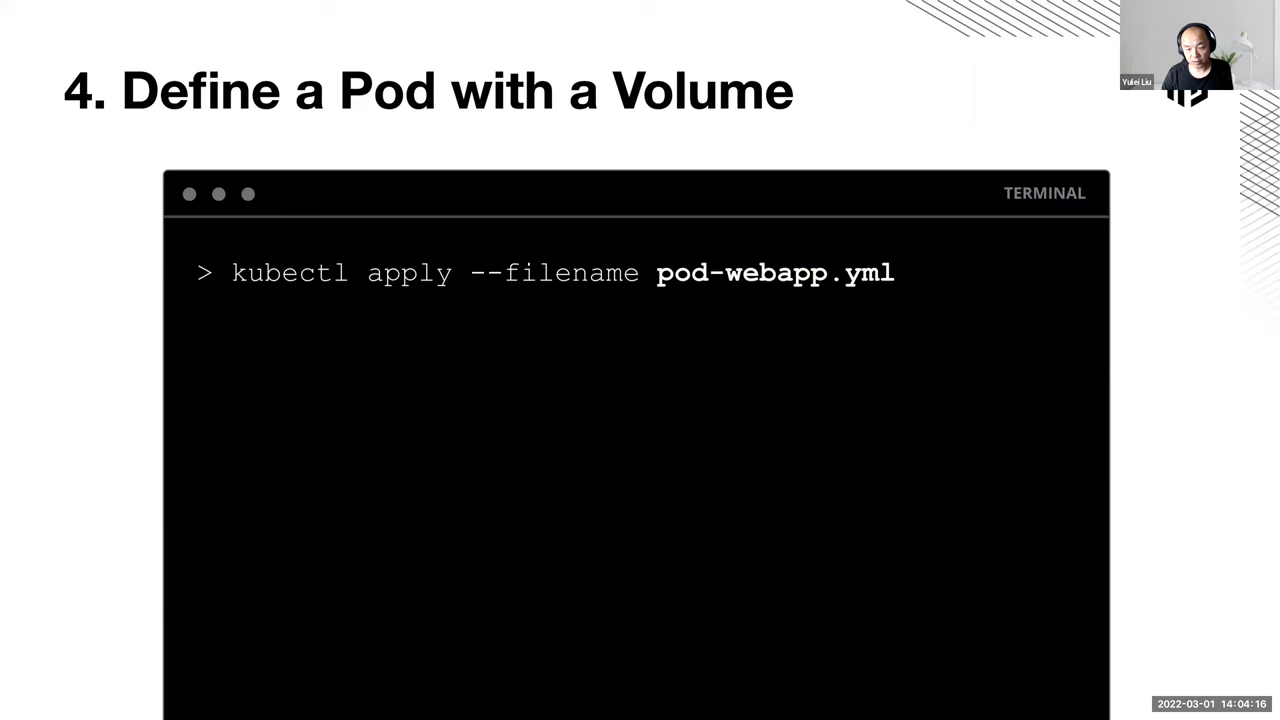 4. Define a Pod with a Volume
Yulei Liu
TERMINAL
> kubectl apply --filename pod-webapp.yml
2022-03-01 14:04:16